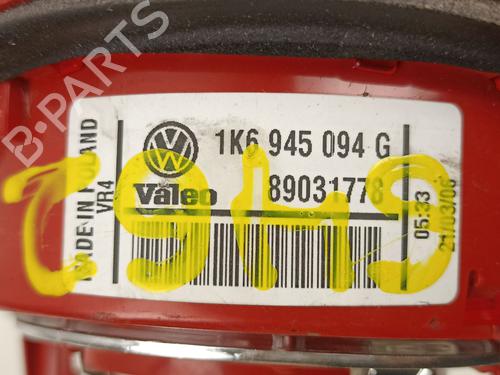 B-PARTS
1K6 945 094 G
Valeo
89031778
MADE IN POLAND
VR4
05:33
21/03/06